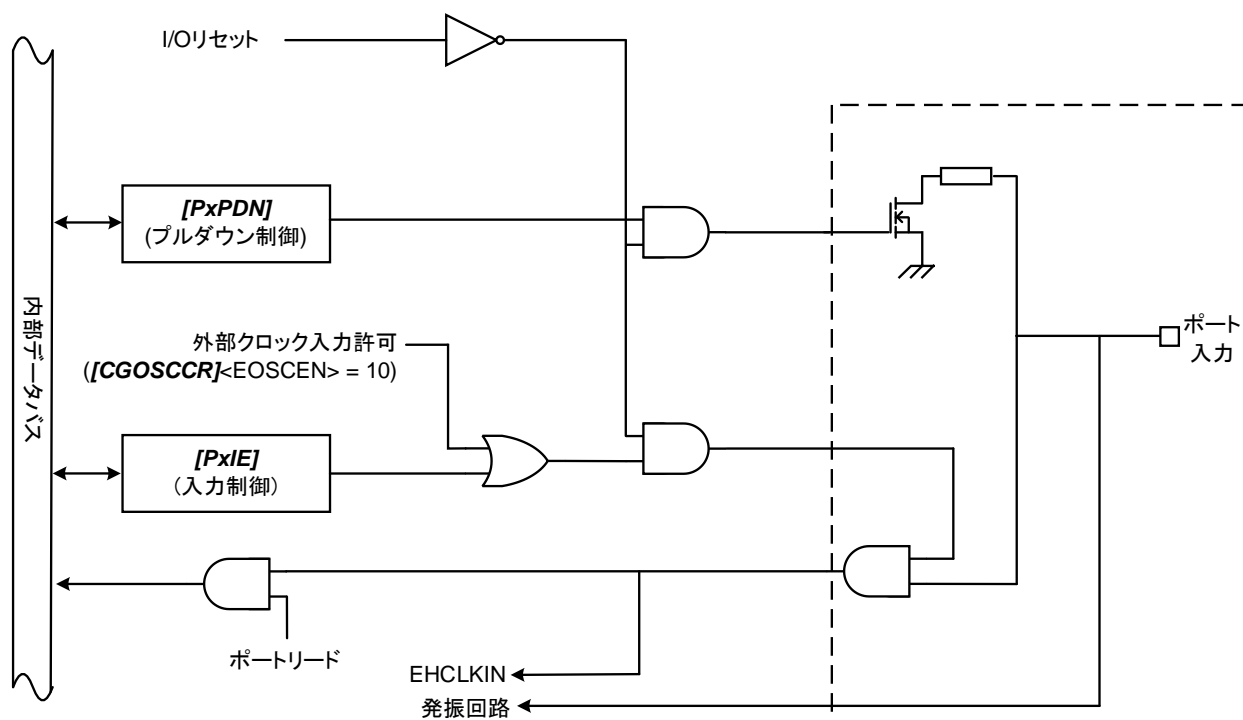 I/Oリセット
[PxPDN]
(プルダウン制御)
内部データバス
外部クロック入力許可
([CGOSCCR]<EOSCEN> = 10)
ポート
入力
[PxIE]
(入力制御)
ポートリード
EHCLKIN
発振回路